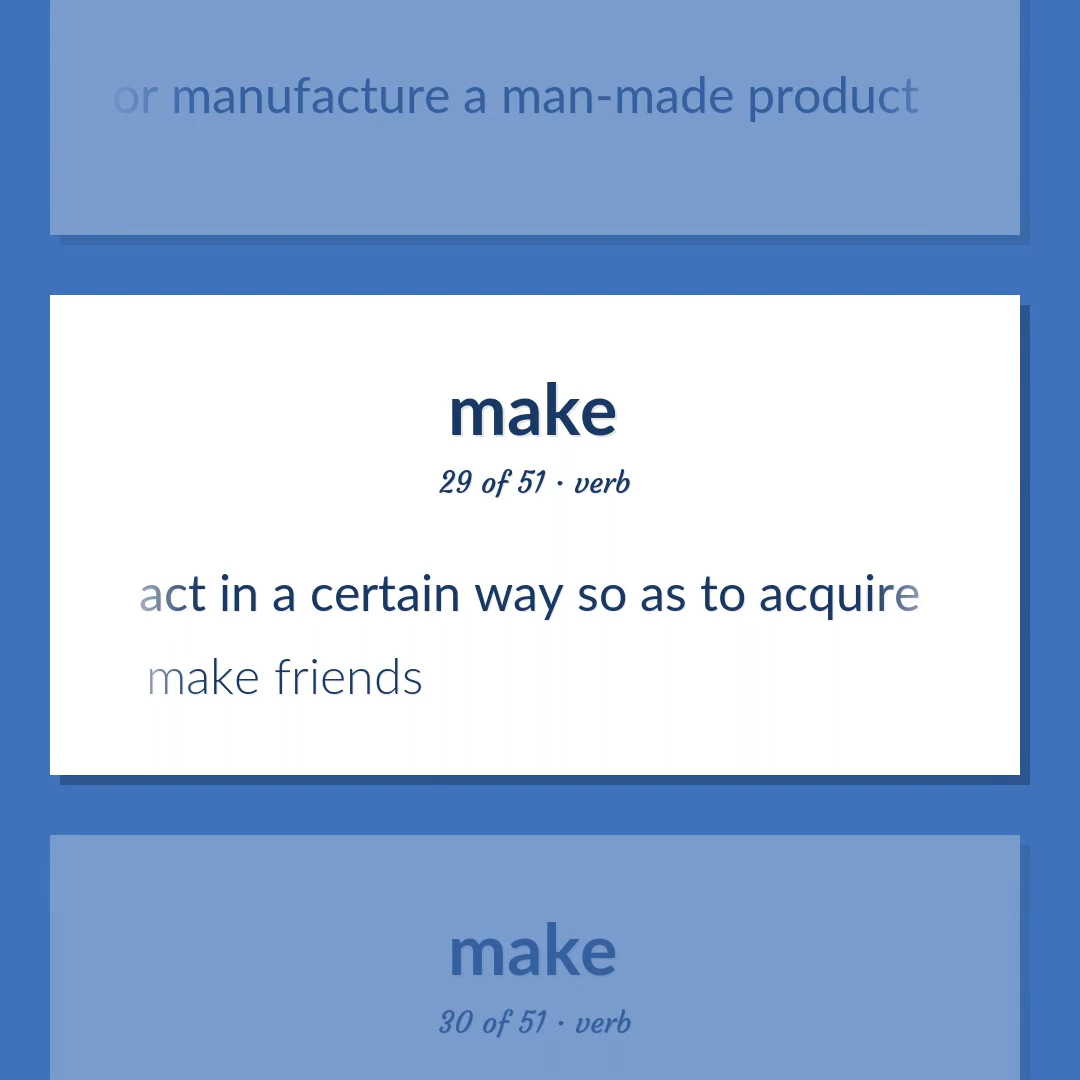 or manufacture a man-made product
make
29 of 51 · verb
act in a certain way so as to acquire
make friends
make
30 of 51 · verb